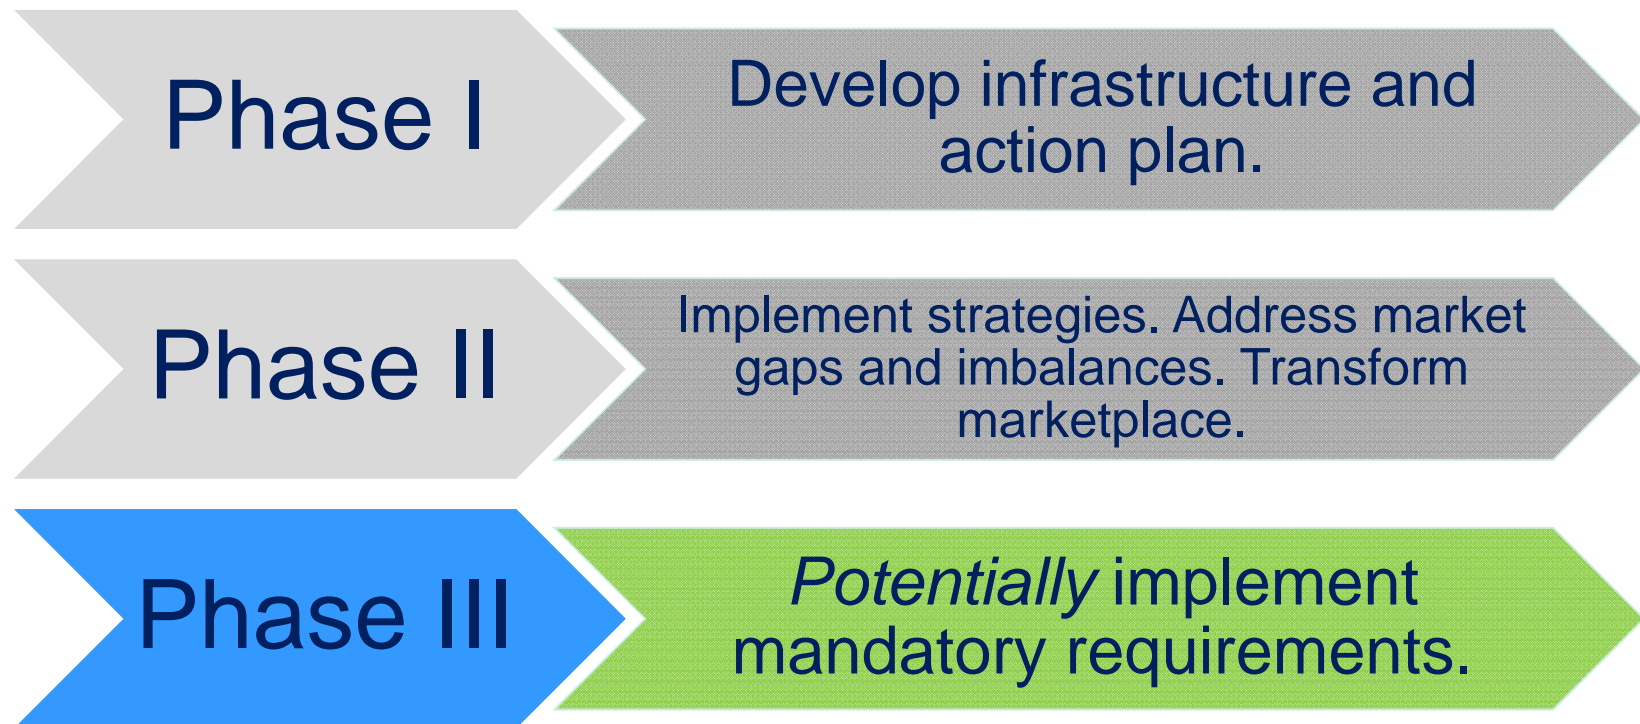 Phase I
Develop infrastructure and
action plan.
Phase II
Implement strategies. Address market
gaps and imbalances. Transform
marketplace.
Phase III
Potentially implement
mandatory requirements.